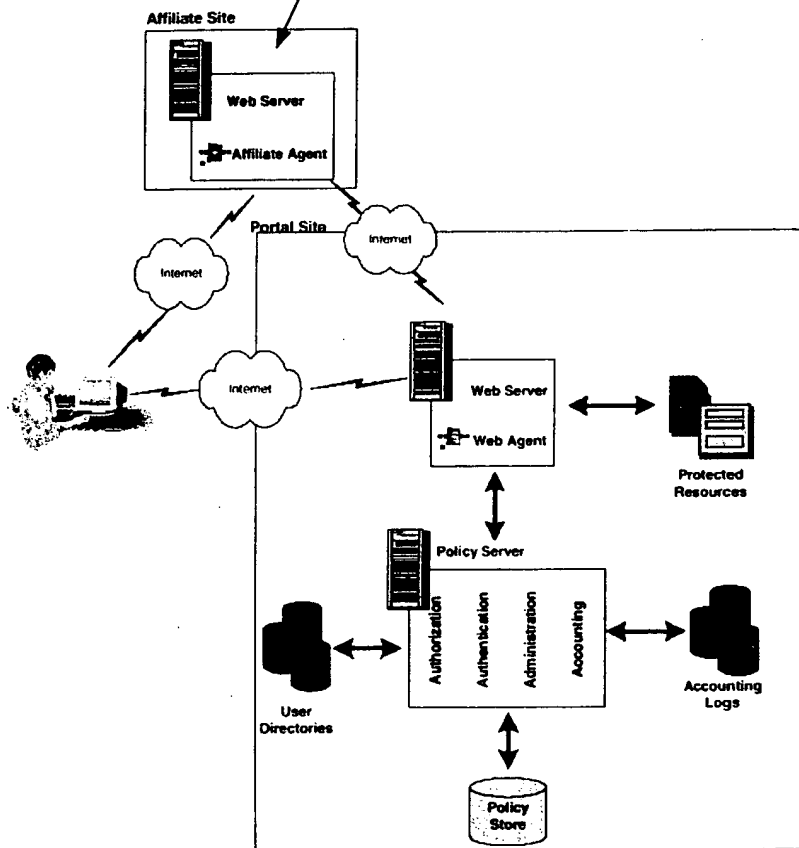 Affiliate Site
Web Server
Affiliate Agent
Portal Site
Internet
Internet
Internet
Web Server
Web Agent
Protected
Resources
Policy Server
Authorization
Authentication
Administration
Accounting
User
Directories
Accounting
Logs
Policy
Store